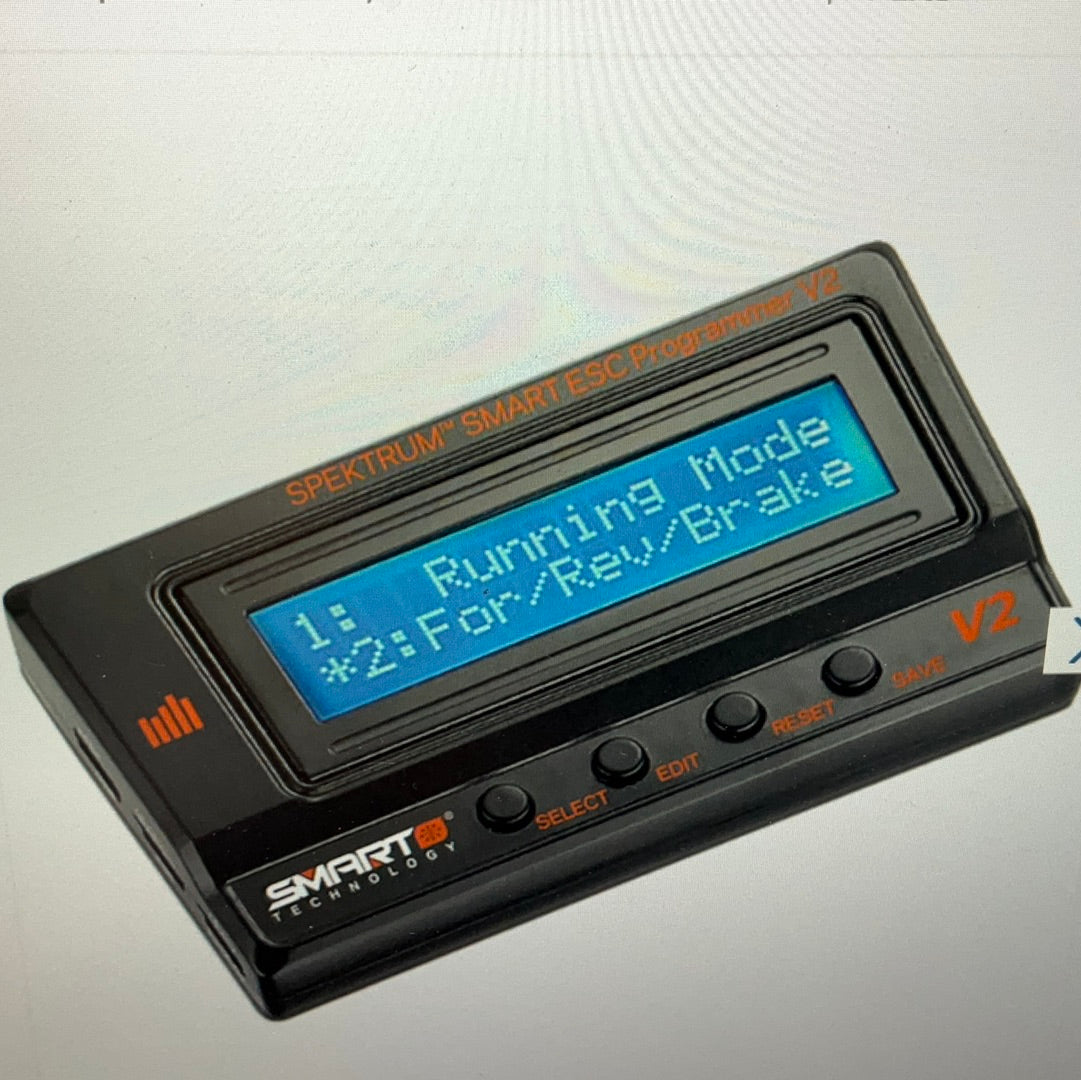 SPEKTRUM™ SMART ESC Programmer V2
1: Running Mode
*2:For/Rev/Brake
V2
SELECT
EDIT
RESET
SAVE
SMART ®
TECHNOLOGY